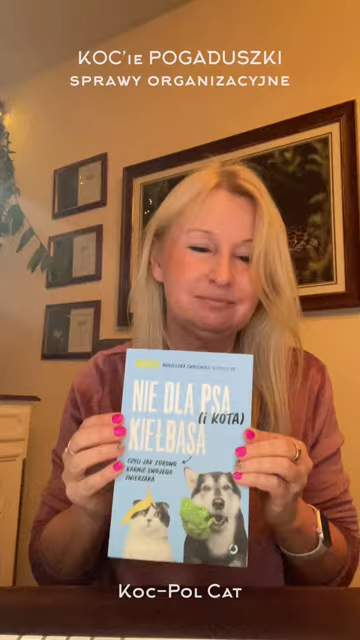 KOC'IE POGADUSZKI
SPRAWY ORGANIZACYJNE
NIE DLA PSA
(i KOTA)
KIEŁBASA
CZYLI JAK ZDROWO
KARMIĆ SWOJEGO
ZWIERZAKA
KOC-POL CAT